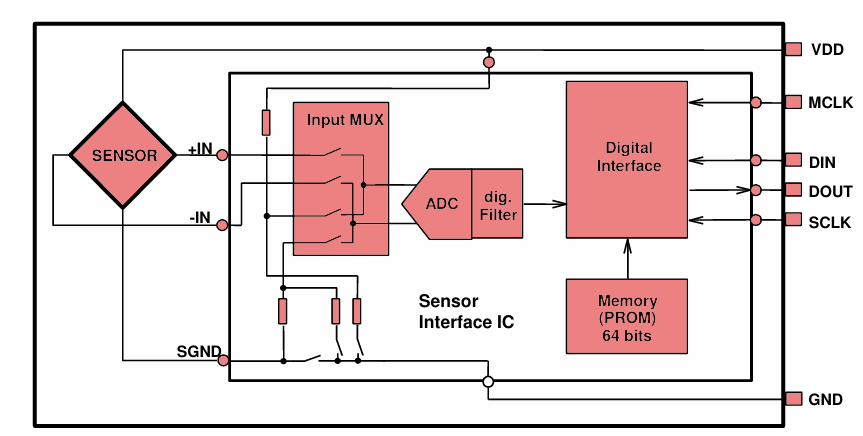 VDD
MCLK
Input MUX
Digital
Interface
+IN
SENSOR
DIN
DOUT
ADC
dig.
Filter
-IN
SCLK
Sensor
Interface IC
Memory
(PROM)
64 bits
SGND
GND